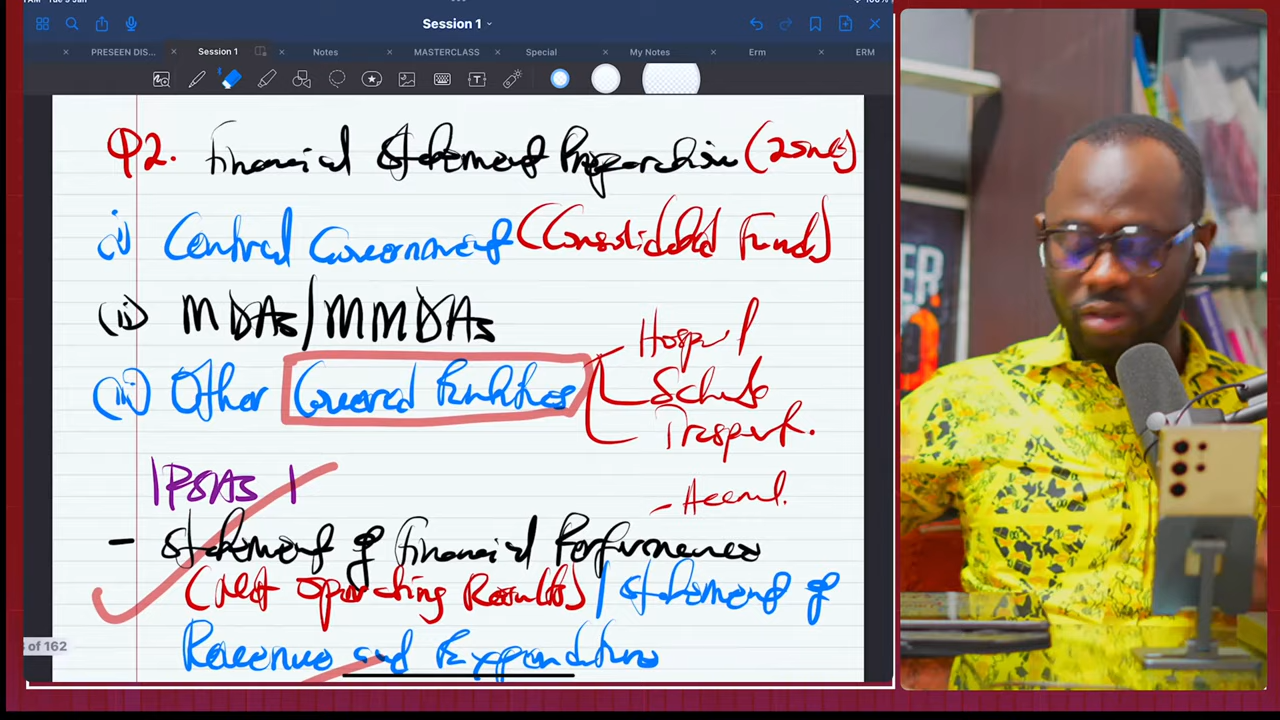 Session 1
PRESEEN DIS...
Session 1
Notes
MASTERCLASS
Special
My Notes
Erm
ERM
Q2. Financial Statement Preparation (25mks)
(i) Central Government (Consolidated Fund)
(ii) MDAs/MMDAs
(iii) Other Covered Entities
Hospital
Schools
Transport.
IPSAS 1
- Accrual.
- Statement of Financial Performance
(Net Operating Results) / Statement of
Revenue and Expenditure
of 162